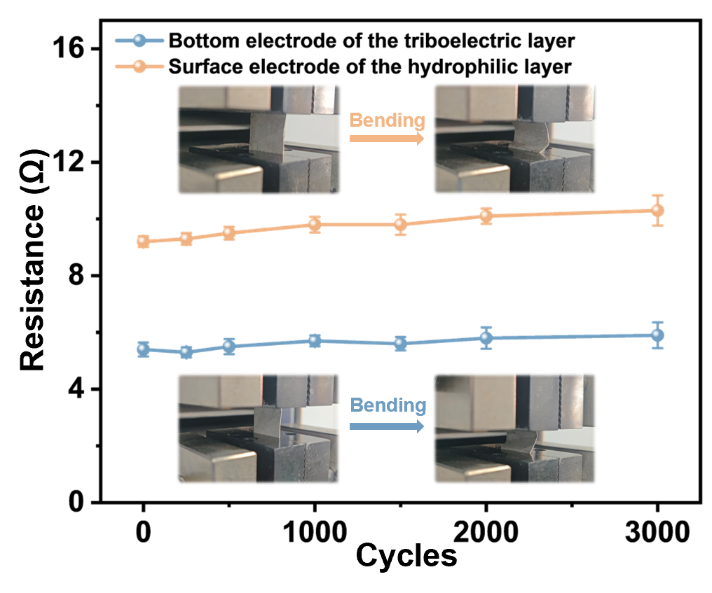 Bottom electrode of the triboelectric layer
Surface electrode of the hydrophilic layer
16
12
8
4
0
Resistance (Ω)
Bending
Bending
0
1000
2000
3000
Cycles